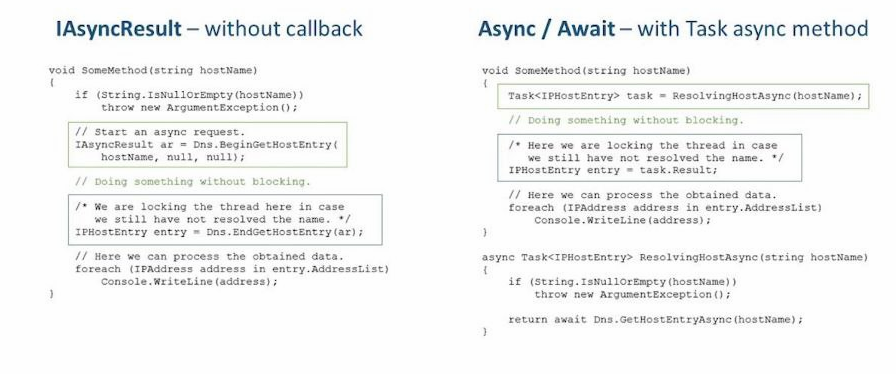 IAsyncResult – without callback
void SomeMethod(string hostName)
{
if (String.IsNullOrEmpty(hostName))
throw new ArgumentException();
// Start an async request.
IAsyncResult ar = Dns.BeginGetHostEntry(
hostName, null, null);
// Doing something without blocking.
/* We are locking the thread here in case
we still have not resolved the name. */
IPHostEntry entry = Dns.EndGetHostEntry(ar);
// Here we can process the obtained data.
foreach (IPAddress address in entry.AddressList)
Console.WriteLine(address);
}
Async / Await – with Task async method
void SomeMethod(string hostName)
{
Task<IPHostEntry> task = ResolvingHostAsync(hostName);
// Doing something without blocking.
/* Here we are locking the thread in case
we still have not resolved the name. */
IPHostEntry entry = task.Result;
// Here we can process the obtained data.
foreach (IPAddress address in entry.AddressList)
Console.WriteLine(address);
}
async Task<IPHostEntry> ResolvingHostAsync(string hostName)
{
if (String.IsNullOrEmpty(hostName))
throw new ArgumentException();
return await Dns.GetHostEntryAsync(hostName);
}